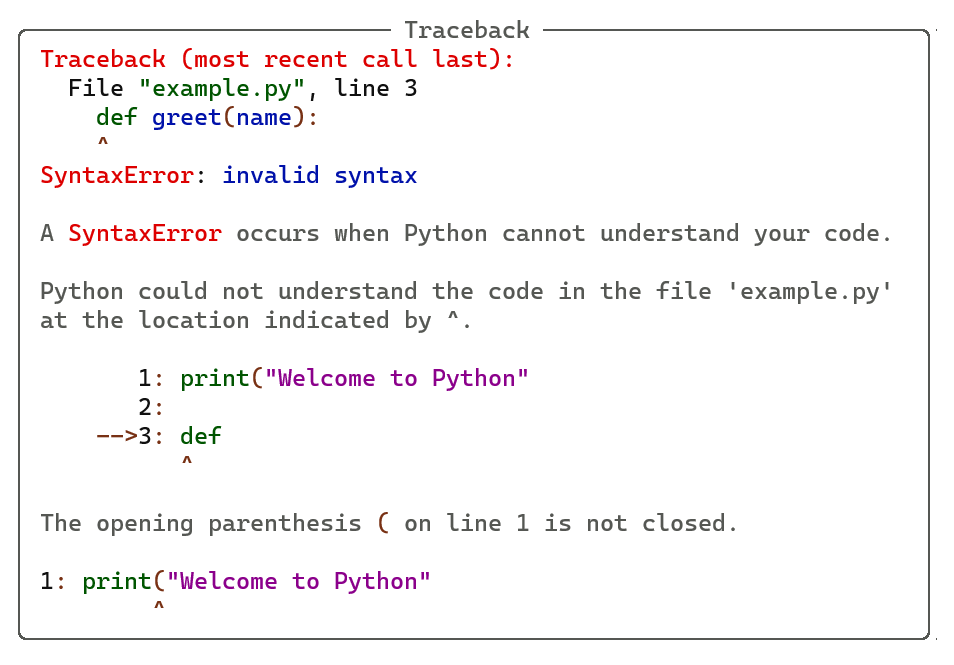 Traceback
Traceback (most recent call last):
  File "example.py", line 3
    def greet(name):
    ^
SyntaxError: invalid syntax

A SyntaxError occurs when Python cannot understand your code.

Python could not understand the code in the file 'example.py'
at the location indicated by ^.

       1: print("Welcome to Python"
       2:
    -->3: def
          ^

The opening parenthesis ( on line 1 is not closed.

1: print("Welcome to Python"
        ^